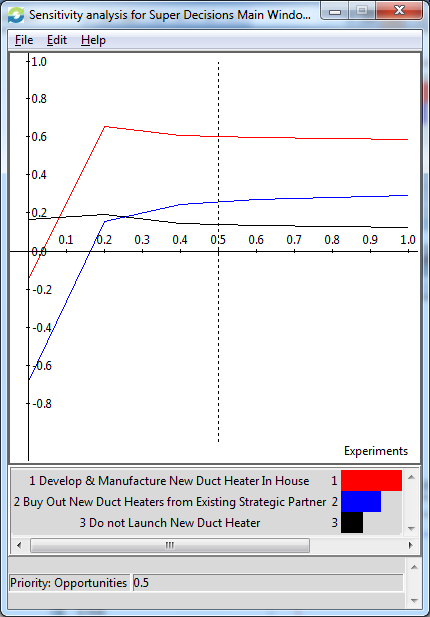 Sensitivity analysis for Super Decisions Main Windo...
File Edit Help
1.0
0.8
0.6
0.4
0.2
0.0
0.1 0.2 0.3 0.4 0.5 0.6 0.7 0.8 0.9 1.0
-0.2
-0.4
-0.6
-0.8
Experiments
1 Develop & Manufacture New Duct Heater In House 1
2 Buy Out New Duct Heaters from Existing Strategic Partner 2
3 Do not Launch New Duct Heater 3
Priority: Opportunities 0.5